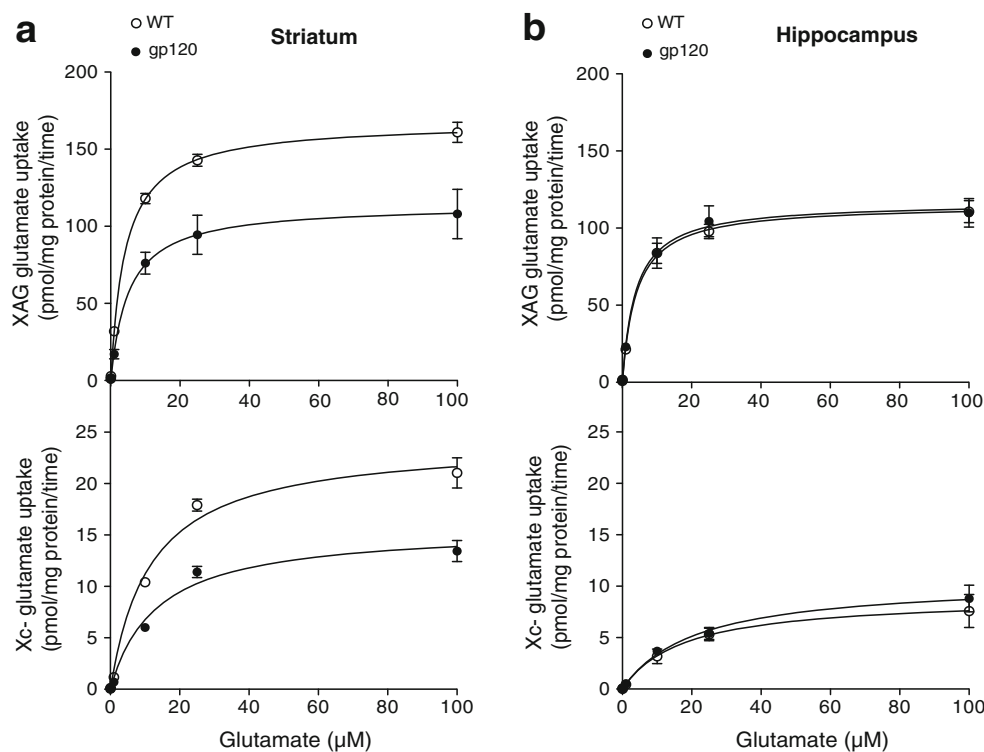 a
WT
gp120
Striatum
XAG glutamate uptake
(pmol/mg protein/time)
200
150
100
50
0
20 40 60 80 100
Xc- glutamate uptake
(pmol/mg protein/time)
25
20
15
10
5
0
0 20 40 60 80 100
Glutamate (µM)
b
WT
gp120
Hippocampus
XAG glutamate uptake
(pmol/mg protein/time)
200
150
100
50
0
20 40 60 80 100
Xc- glutamate uptake
(pmol/mg protein/time)
25
20
15
10
5
0
0 20 40 60 80 100
Glutamate (µM)